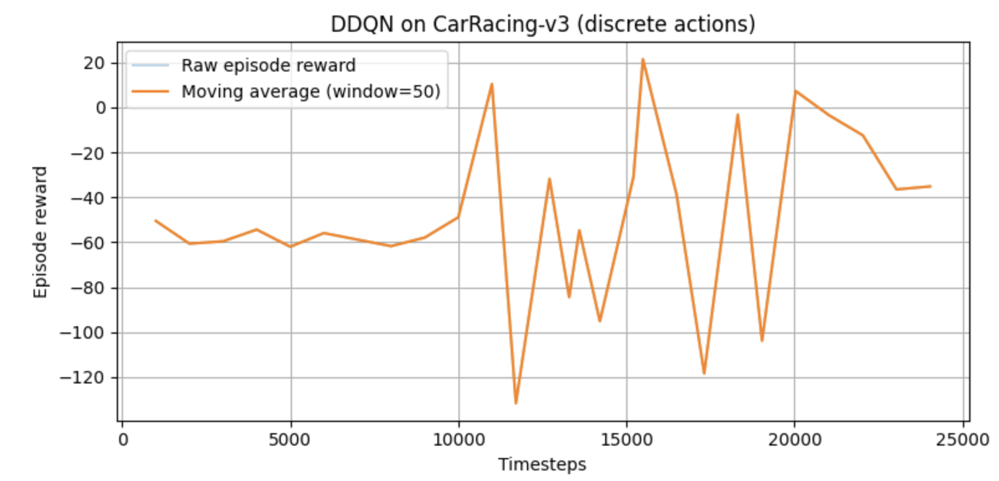 DDQN on CarRacing-v3 (discrete actions)
Raw episode reward
Moving average (window=50)
Episode reward
20
0
−20
−40
−60
−80
−100
−120
0 5000 10000 15000 20000 25000
Timesteps